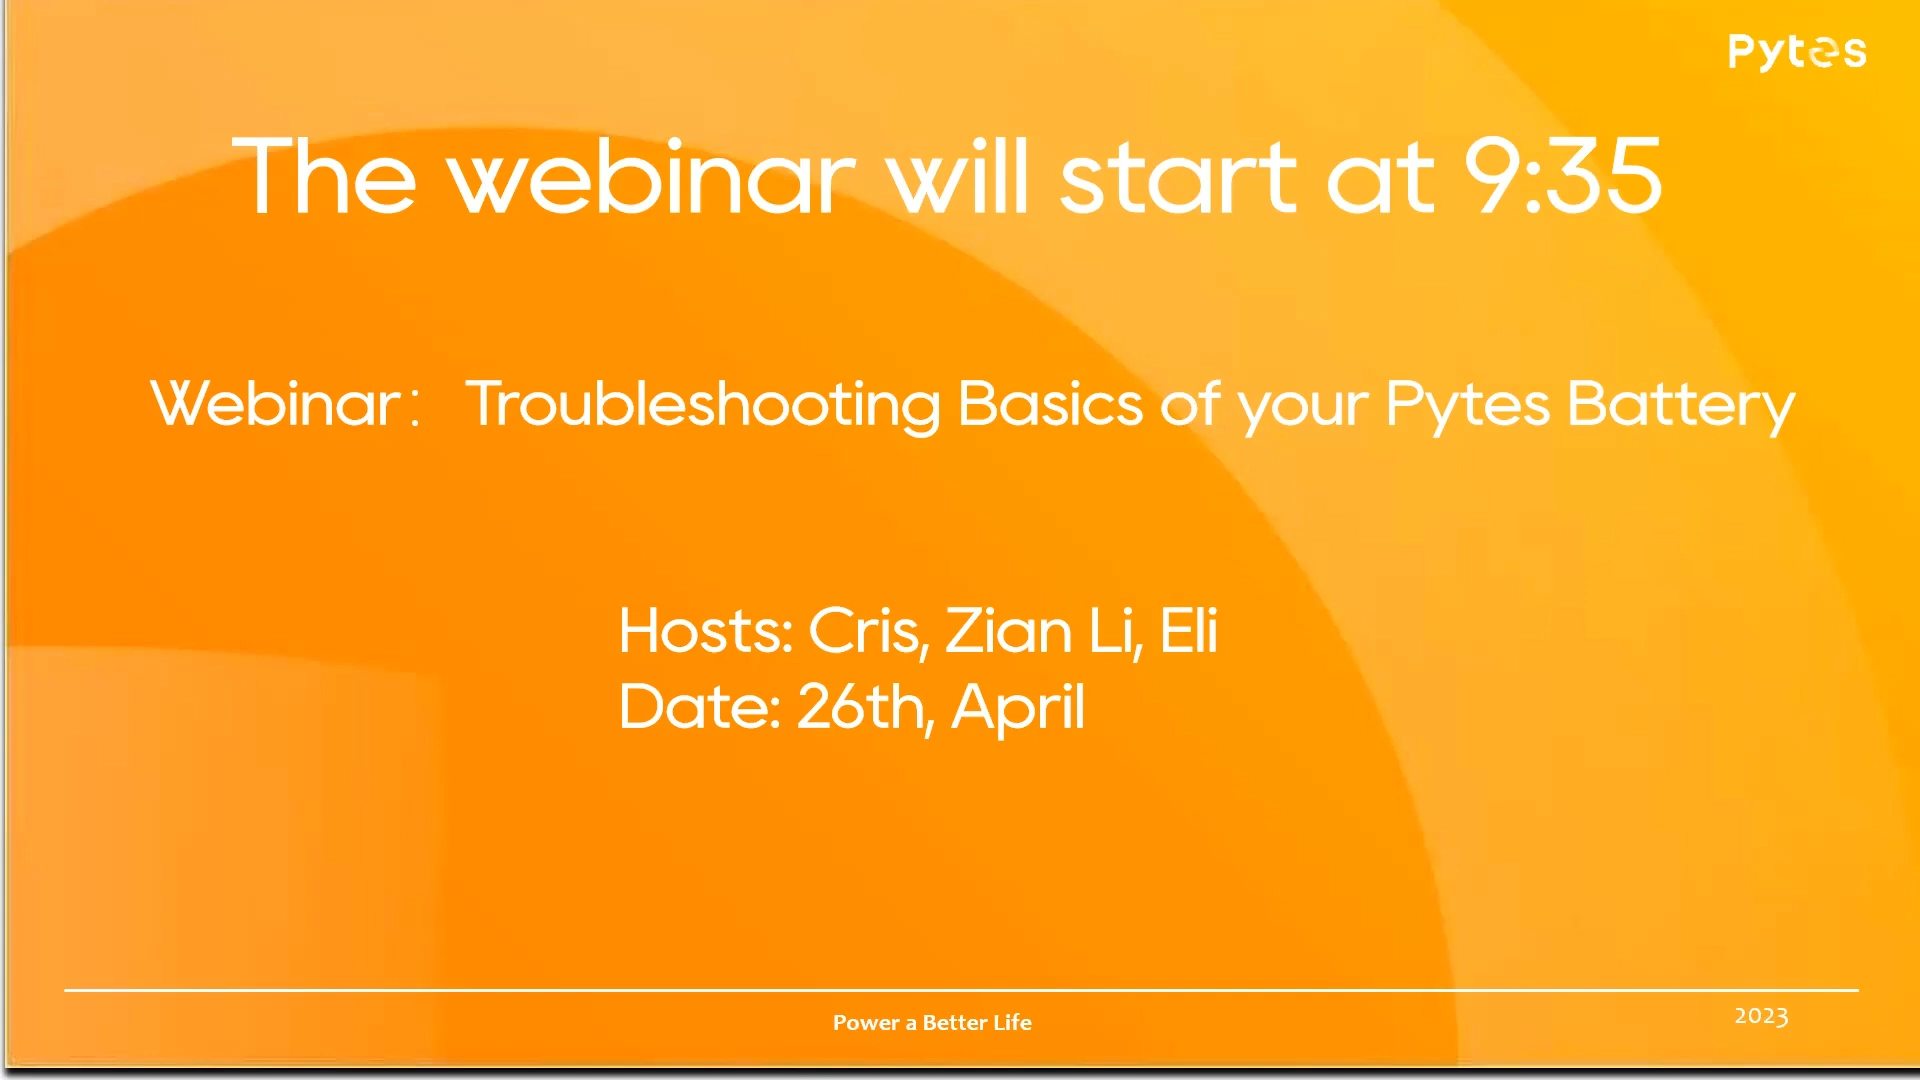 Pytes
The webinar will start at 9:35
Webinar： Troubleshooting Basics of your Pytes Battery
Hosts: Cris, Zian Li, Eli
Date: 26th, April
Power a Better Life
2023